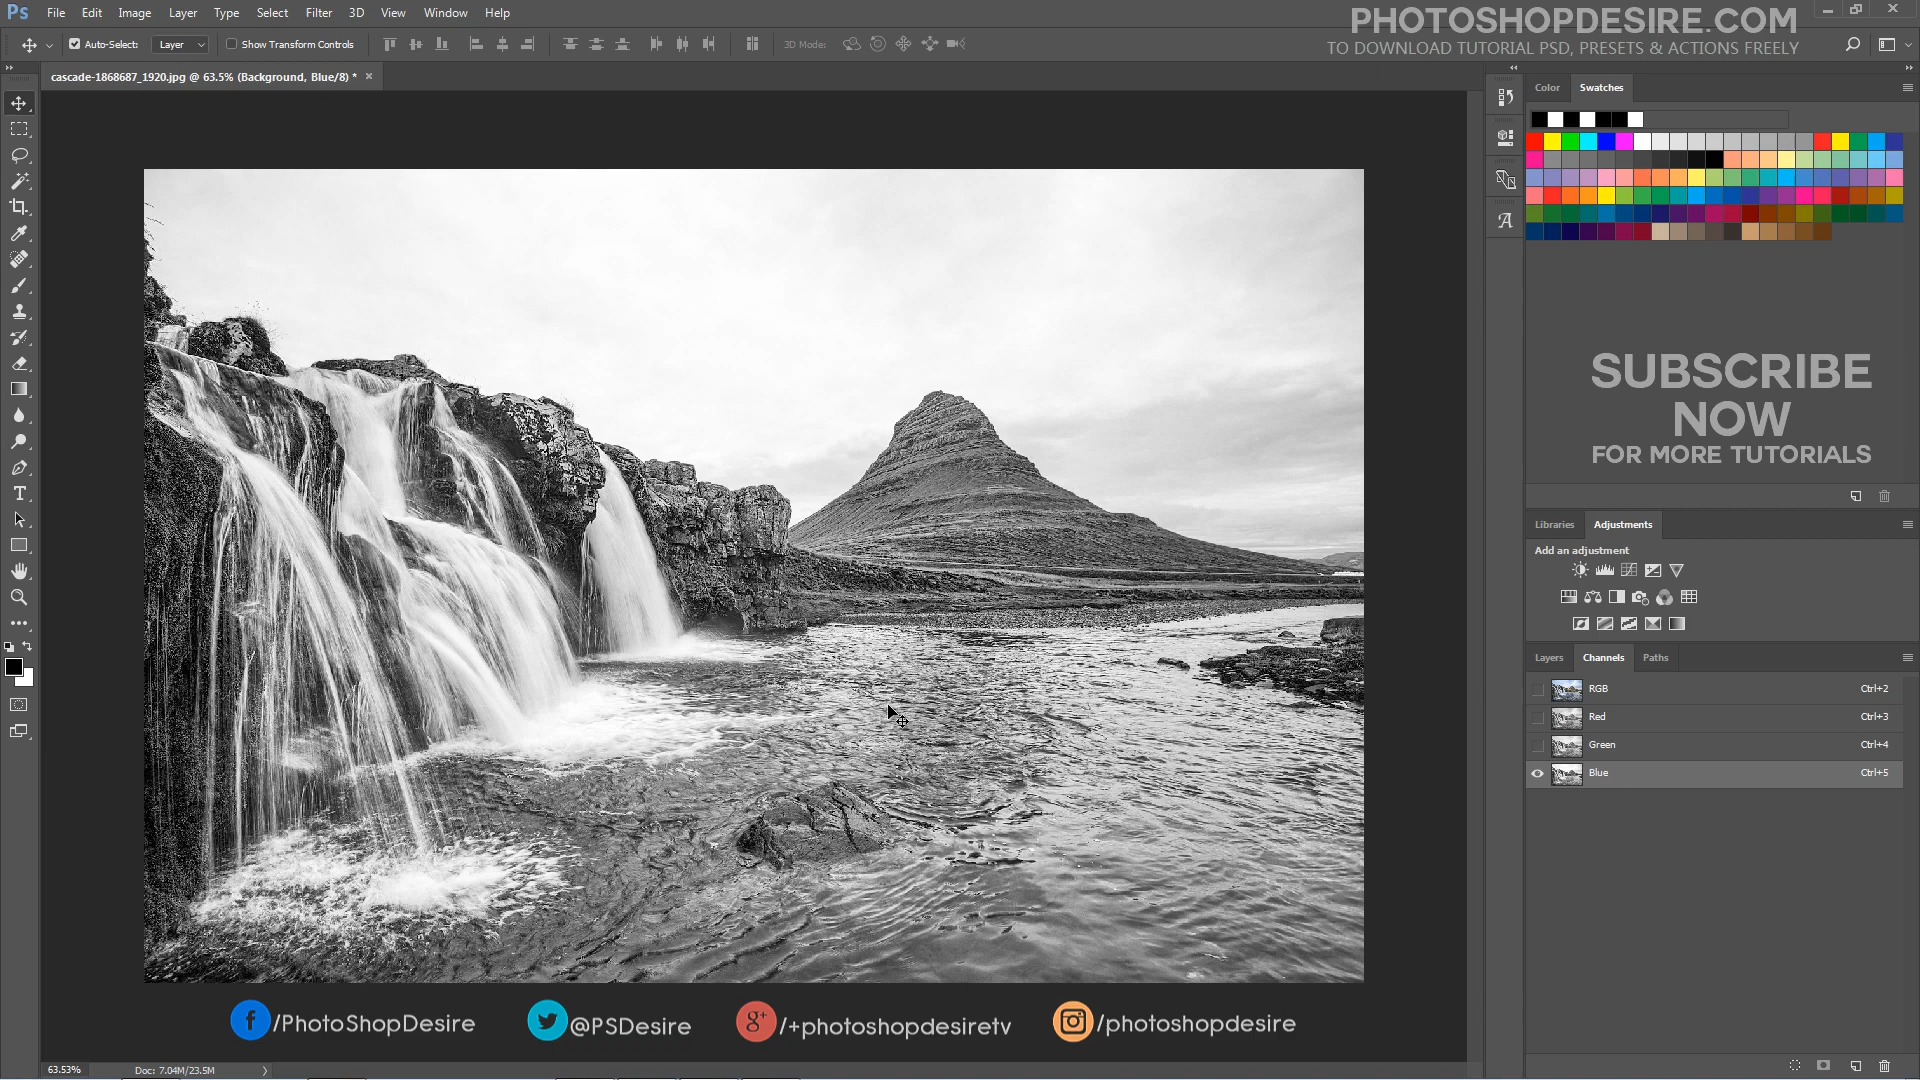 Ps File Edit Image Layer Type Select Filter 3D View Window Help
PHOTOSHOPDESIRE.COM
TO DOWNLOAD TUTORIAL PSD, PRESETS & ACTIONS FREELY
Auto-Select: Layer Show Transform Controls 3D Mode:
cascade-1868687_1920.jpg @ 63.5% (Background, Blue/8) *
Color Swatches
SUBSCRIBE
NOW
FOR MORE TUTORIALS
Libraries Adjustments
Add an adjustment
Layers Channels Paths
RGB Ctrl+2
Red Ctrl+3
Green Ctrl+4
Blue Ctrl+5
/PhotoShopDesire @PSDesire /+photoshopdesiretv /photoshopdesire
63.53% Doc: 7.04M/23.5M